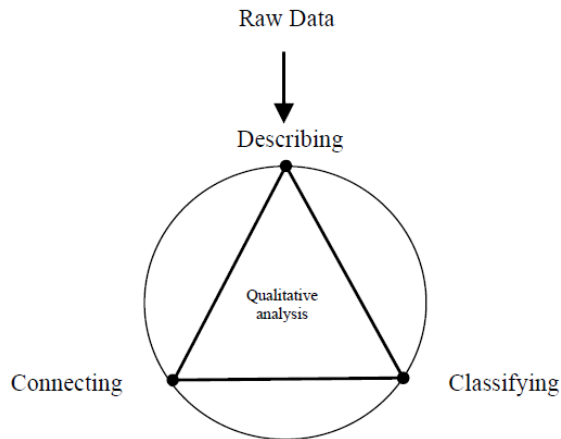 Raw Data
Describing
Qualitative
analysis
Connecting
Classifying